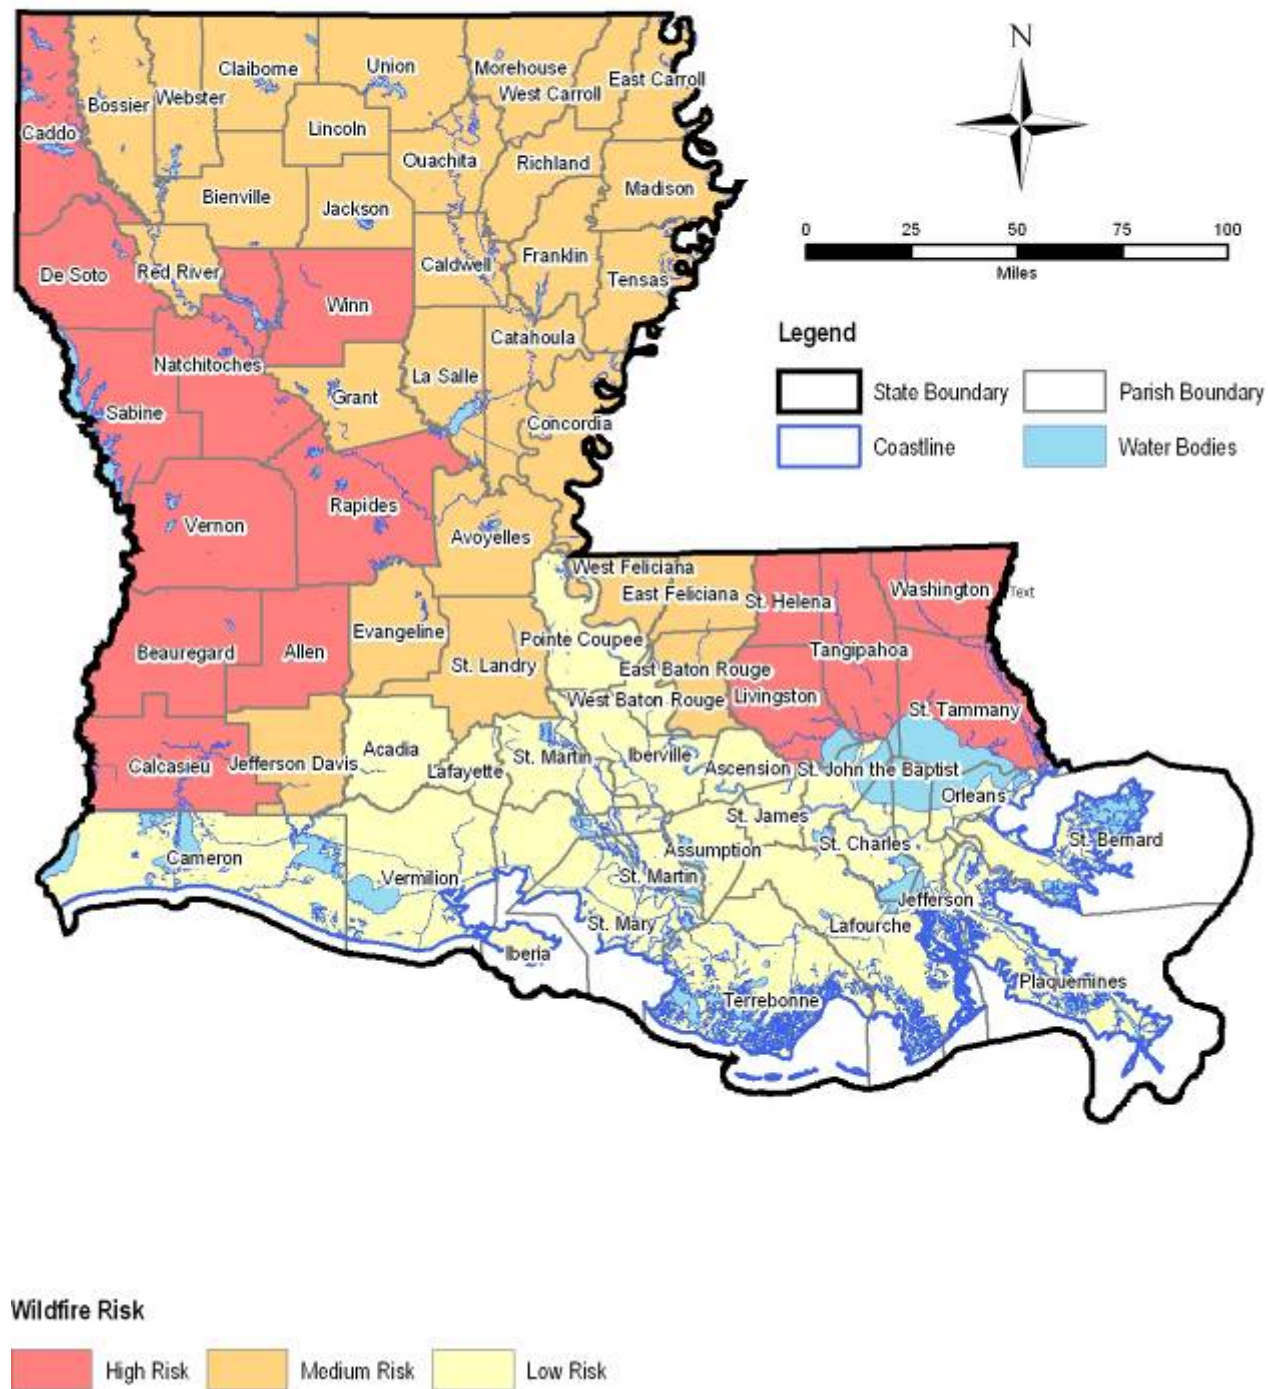 N
0 25 50 75 100
Miles
Legend
State Boundary
Parish Boundary
Coastline
Water Bodies
Claiborne
Union
Morehouse
West Carroll
East Carroll
Bossier
Webster
Caddo
Lincoln
Ouachita
Richland
Madison
Bienville
Jackson
De Soto
Red River
Caldwell
Franklin
Tensas
Winn
Natchitoches
Catahoula
La Salle
Grant
Sabine
Concordia
Rapides
Vernon
Avoyelles
West Feliciana
East Feliciana
St. Helena
Washington
Text
Evangeline
Pointe Coupee
Beauregard
Allen
St. Landry
Tangipahoa
East Baton Rouge
West Baton Rouge
Livingston
St. Tammany
Acadia
Calcasieu
Jefferson Davis
Lafayette
St. Martin
Iberville
Ascension
St. John the Baptist
Orleans
St. James
Cameron
Assumption
St. Charles
St. Bernard
Vermilion
St. Martin
Jefferson
St. Mary
Lafourche
Iberia
Terrebonne
Plaquemines
Wildfire Risk
High Risk
Medium Risk
Low Risk